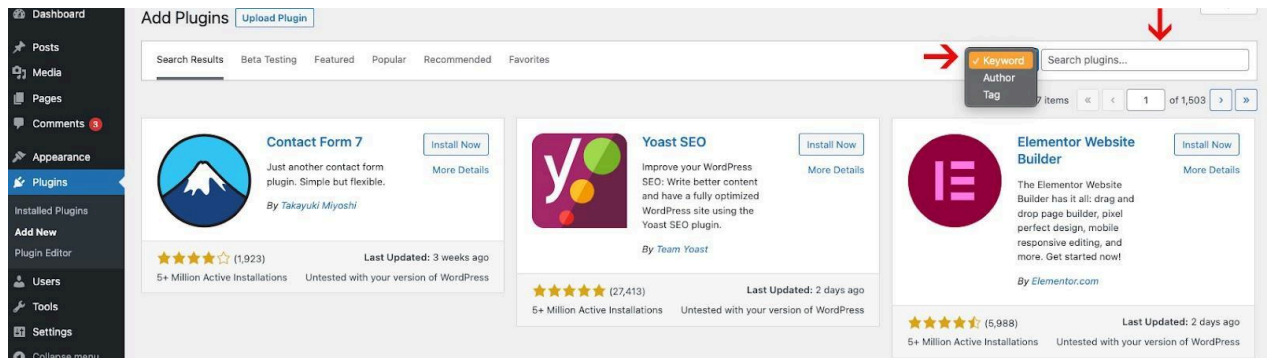 Dashboard
Posts
Media
Pages
Comments 3
Appearance
Plugins
Installed Plugins
Add New
Plugin Editor
Users
Tools
Settings
Collapse menu
Add Plugins Upload Plugin
Search Results Beta Testing Featured Popular Recommended Favorites
✓ Keyword
Author
Tag
Search plugins...
7 items « ‹ 1 of 1,503 › »
Contact Form 7
Install Now
More Details
Just another contact form
plugin. Simple but flexible.
By Takayuki Miyoshi
(1,923)
Last Updated: 3 weeks ago
5+ Million Active Installations
Untested with your version of WordPress
Yoast SEO
Install Now
More Details
Improve your WordPress
SEO: Write better content
and have a fully optimized
WordPress site using the
Yoast SEO plugin.
By Team Yoast
y
(27,413)
Last Updated: 2 days ago
5+ Million Active Installations
Untested with your version of WordPress
Elementor Website
Builder
Install Now
More Details
The Elementor Website
Builder has it all: drag and
drop page builder, pixel
perfect design, mobile
responsive editing, and
more. Get started now!
By Elementor.com
(5,988)
Last Updated: 2 days ago
5+ Million Active Installations
Untested with your version of WordPress